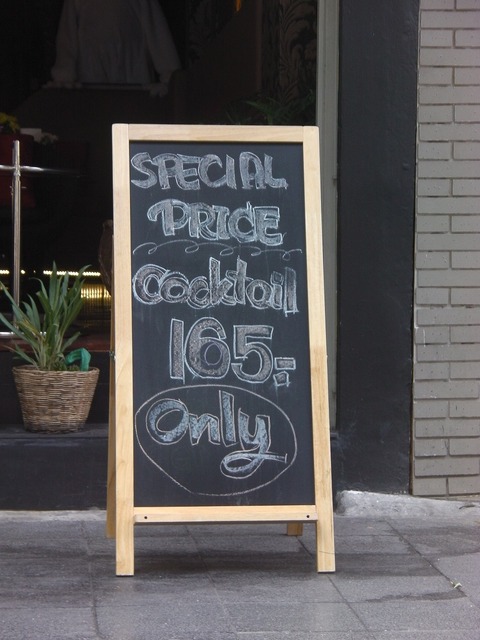 SPECIAL
PRICE
Cocktail
165.-
Only